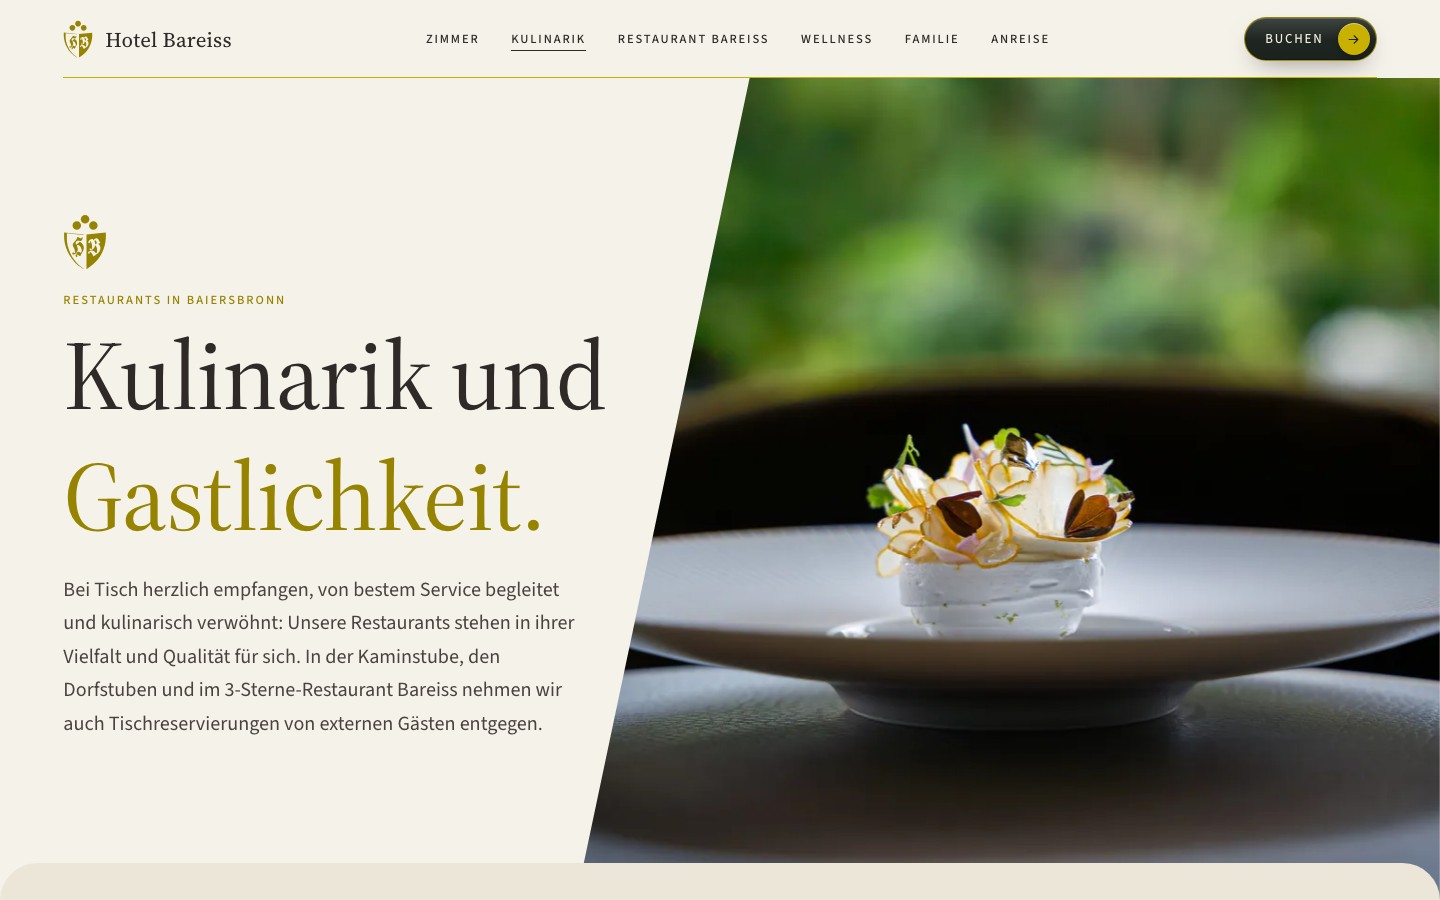 Hotel Bareiss
ZIMMER
KULINARIK
RESTAURANT BAREISS
WELLNESS
FAMILIE
ANREISE
BUCHEN →
HB
RESTAURANTS IN BAIERSBRONN
Kulinarik und
Gastlichkeit.
Bei Tisch herzlich empfangen, von bestem Service begleitet
und kulinarisch verwöhnt: Unsere Restaurants stehen in ihrer
Vielfalt und Qualität für sich. In der Kaminstube, den
Dorfstuben und im 3-Sterne-Restaurant Bareiss nehmen wir
auch Tischreservierungen von externen Gästen entgegen.